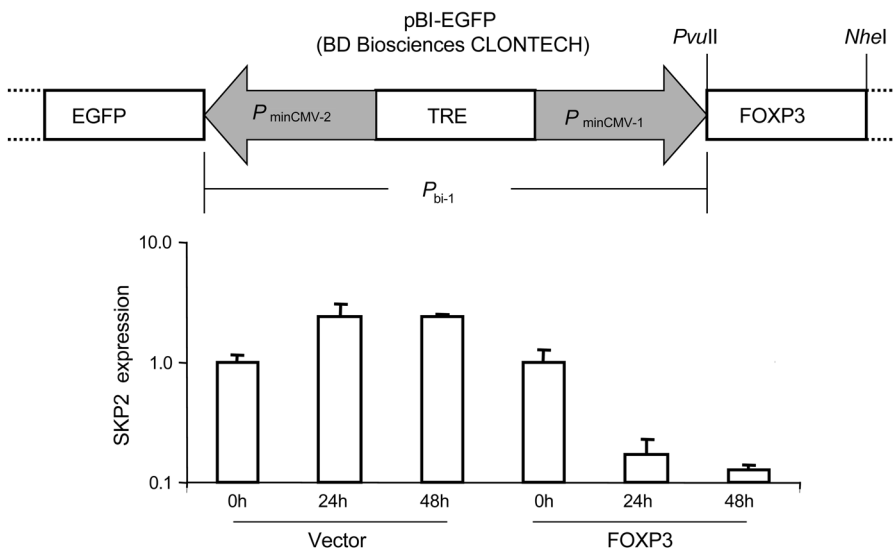 pBI-EGFP
(BD Biosciences CLONTECH)
PvuII
NheI
EGFP
P minCMV-2
TRE
P minCMV-1
FOXP3
P bi-1
SKP2 expression
10.0
1.0
0.1
0h
24h
48h
0h
24h
48h
Vector
FOXP3